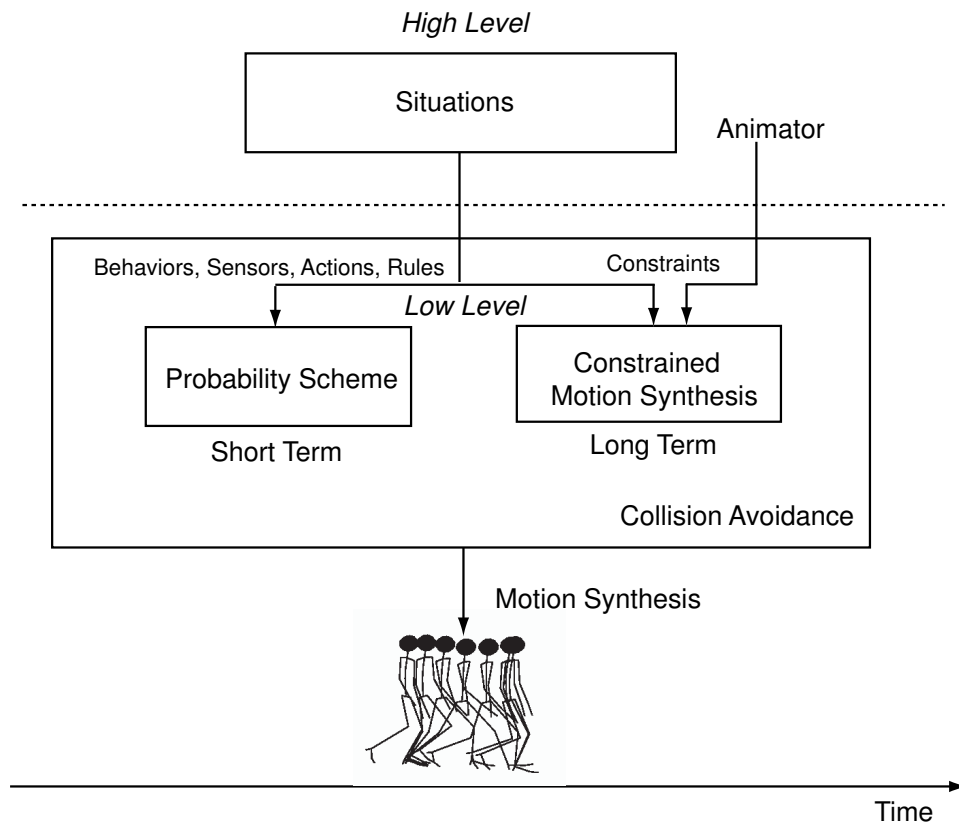 High Level
Situations
Animator
Behaviors, Sensors, Actions, Rules
Constraints
Low Level
Probability Scheme
Constrained
Motion Synthesis
Short Term
Long Term
Collision Avoidance
Motion Synthesis
Time